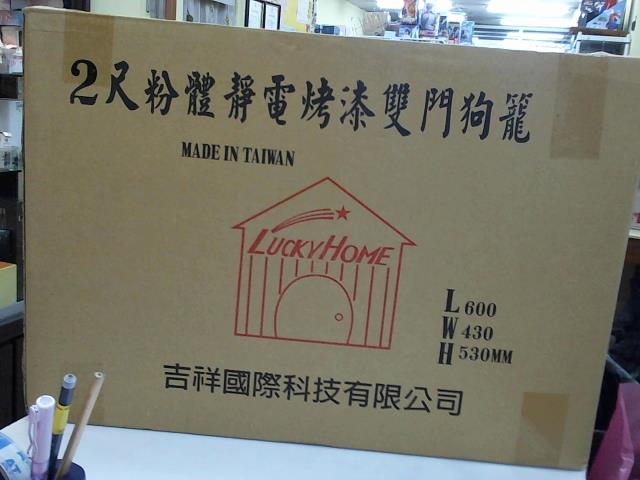 2尺粉體靜電烤漆雙門狗籠
MADE IN TAIWAN
LUCKY HOME
L 600
W 430
H 530MM
吉祥國際科技有限公司